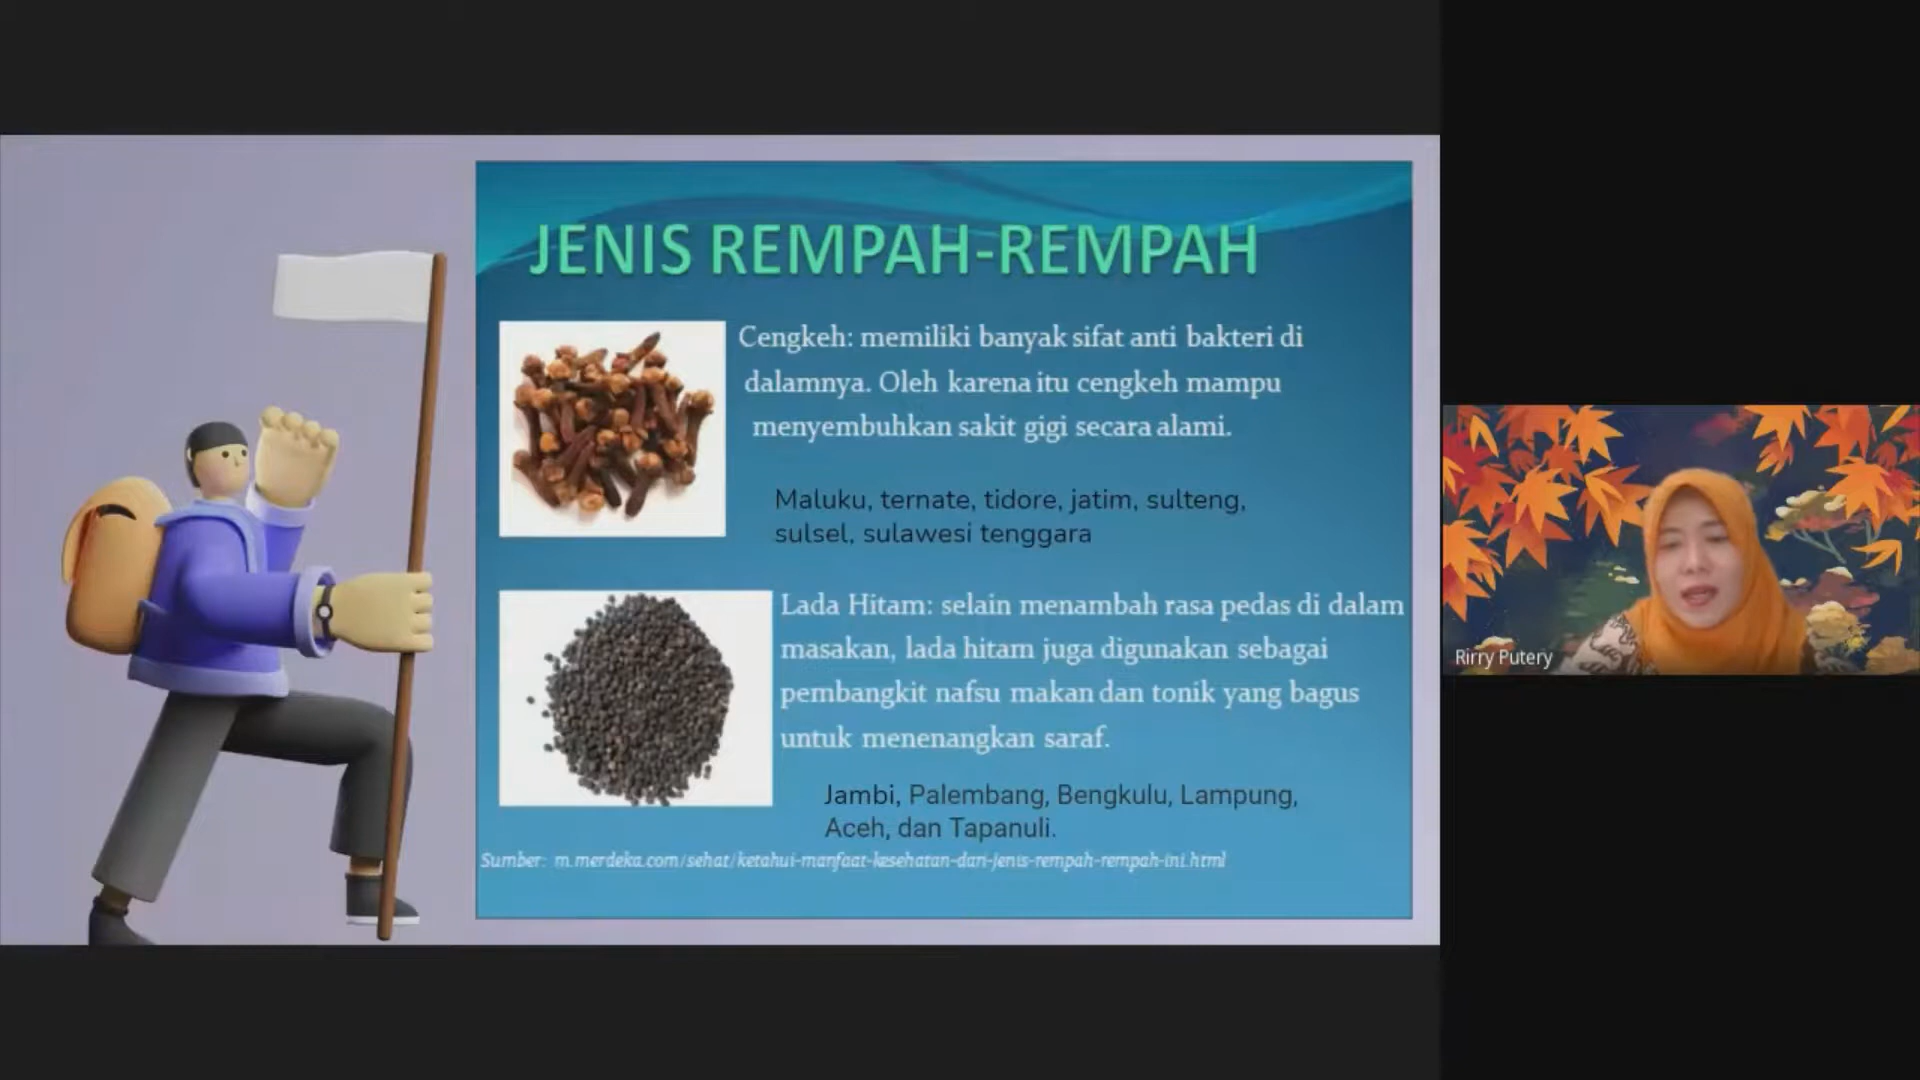 JENIS REMPAH-REMPAH
Cengkeh: memiliki banyak sifat anti bakteri di
dalamnya. Oleh karena itu cengkeh mampu
menyembuhkan sakit gigi secara alami.
Maluku, ternate, tidore, jatim, sulteng,
sulsel, sulawesi tenggara
Lada Hitam: selain menambah rasa pedas di dalam
masakan, lada hitam juga digunakan sebagai
pembangkit nafsu makan dan tonik yang bagus
untuk menenangkan saraf.
Jambi, Palembang, Bengkulu, Lampung,
Aceh, dan Tapanuli.
Sumber: m.merdeka.com/sehat/ketahui-manfaat-kesehatan-dari-jenis-rempah-rempah-ini.html
Rirry Putery